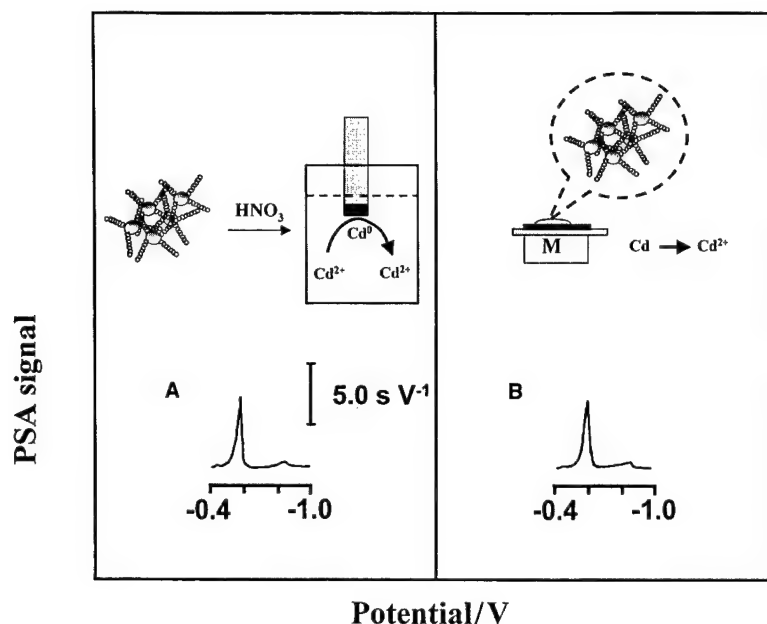 PSA signal
HNO₃
Cd⁰
Cd²⁺ Cd²⁺
A
5.0 s V⁻¹
-0.4 -1.0
M
Cd → Cd²⁺
B
-0.4 -1.0
Potential/V